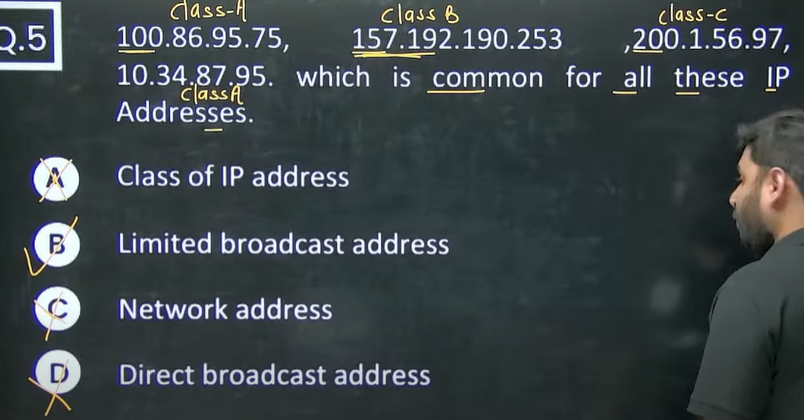 class-A class B class-c
Q.5 100.86.95.75, 157.192.190.253 ,200.1.56.97,
10.34.87.95. which is common for all these IP
classA
Addresses.
A Class of IP address
B Limited broadcast address
C Network address
D Direct broadcast address